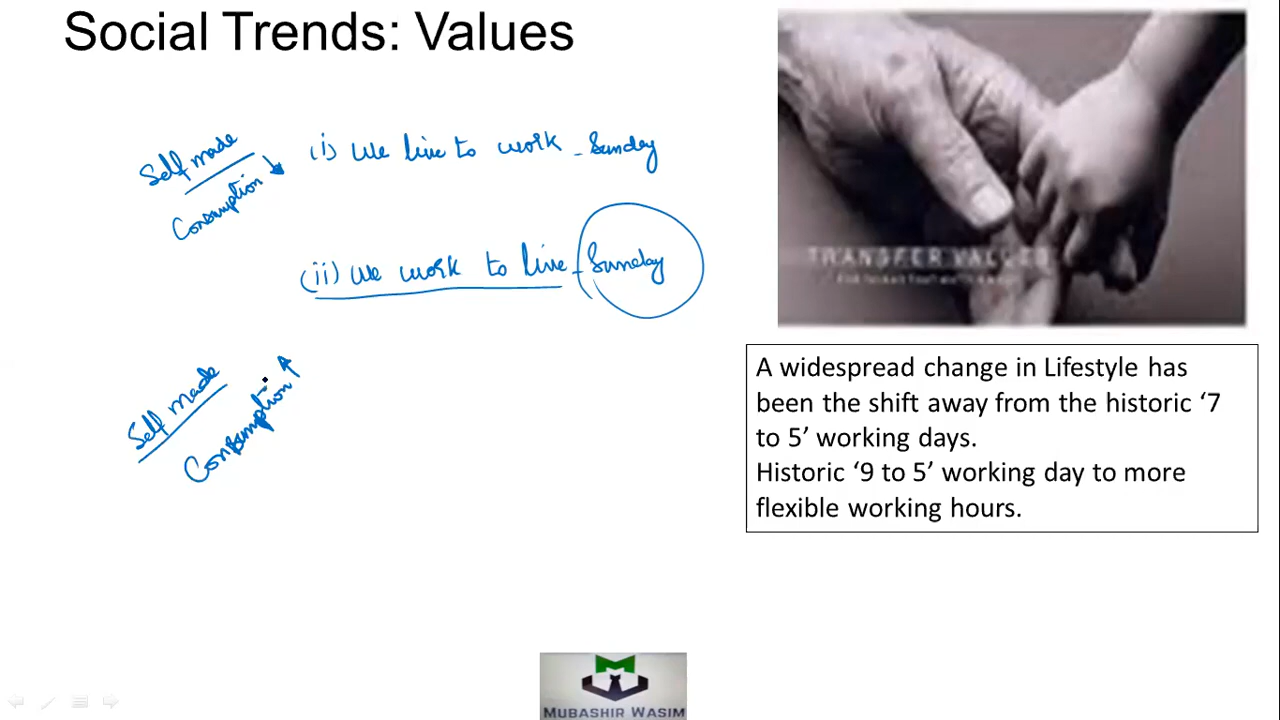 Social Trends: Values
Self made
Consumption ↓
(i) We live to work - Sunday
(ii) We work to live - Sunday
Self made
Consumption ↑
TRANSFER VALUES
A widespread change in Lifestyle has
been the shift away from the historic ‘7
to 5’ working days.
Historic ‘9 to 5’ working day to more
flexible working hours.
MUBASHIR WASIM